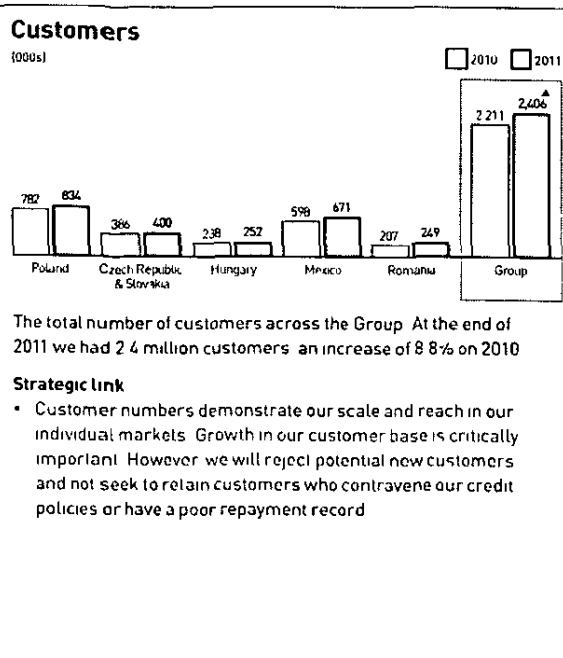 Customers
(000s)
2010 2011
782 834 386 400 238 252 598 671 207 249 2 211 2,406
Poland Czech Republic Hungary Mexico Romania Group
& Slovakia
The total number of customers across the Group At the end of
2011 we had 2 4 million customers an increase of 8 8% on 2010
Strategic link
• Customer numbers demonstrate our scale and reach in our
individual markets Growth in our customer base is critically
important However we will reject potential new customers
and not seek to retain customers who contravene our credit
policies or have a poor repayment record